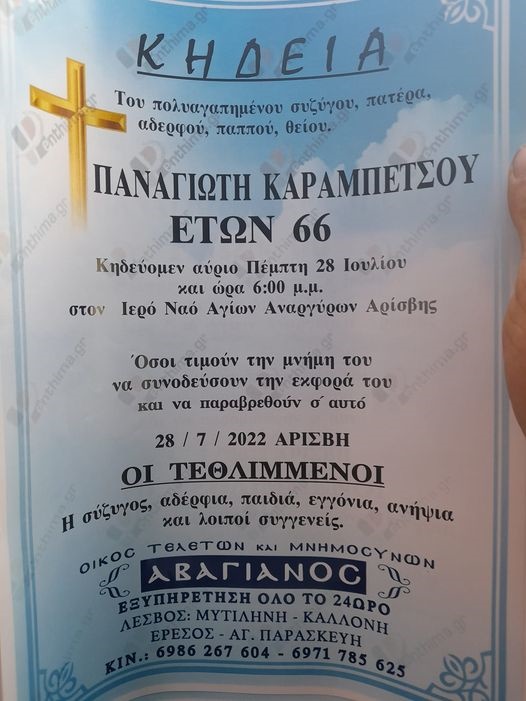 ΚΗΔΕΙΑ
Του πολυαγαπημένου συζύγου, πατέρα,
αδερφού, παππού, θείου.
ΠΑΝΑΓΙΩΤΗ ΚΑΡΑΜΠΕΤΣΟΥ
ΕΤΩΝ 66
Κηδεύομεν αύριο Πέμπτη 28 Ιουλίου
και ώρα 6:00 μ.μ.
στον Ιερό Ναό Αγίων Αναργύρων Αρίσβης
Όσοι τιμούν την μνήμη του
να συνοδεύσουν την εκφορά του
και να παραβρεθούν σ΄αυτό
28 / 7 / 2022 ΑΡΙΣΒΗ
ΟΙ ΤΕΘΛΙΜΜΕΝΟΙ
Η σύζυγος, αδέρφια, παιδιά, εγγόνια, ανήψια
και λοιποί συγγενείς.
ΟΙΚΟΣ ΤΕΛΕΤΩΝ ΚΑΙ ΜΝΗΜΟΣΥΝΩΝ
ΑΒΑΓΙΑΝΟΣ
ΕΞΥΠΗΡΕΤΗΣΗ ΟΛΟ ΤΟ 24ΩΡΟ
ΛΕΣΒΟΣ: ΜΥΤΙΛΗΝΗ - ΚΑΛΛΟΝΗ
ΕΡΕΣΟΣ - ΑΓ. ΠΑΡΑΣΚΕΥΗ
ΚΙΝ.: 6986 267 604 - 6971 785 625